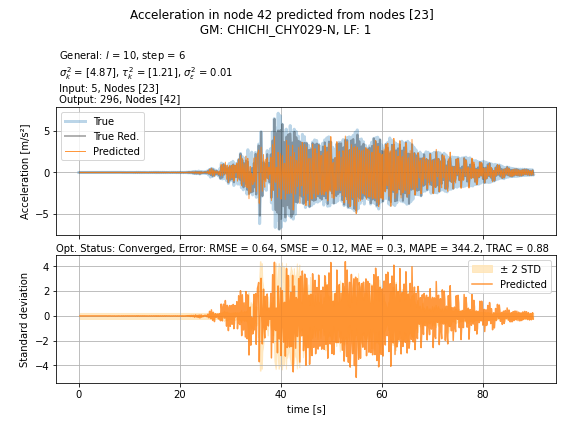 Acceleration in node 42 predicted from nodes [23]
GM: CHICHI_CHY029-N, LF: 1
General: l = 10, step = 6
σ²ₖ = [4.87], τ²ₖ = [1.21], σ²ε = 0.01
Input: 5, Nodes [23]
Output: 296, Nodes [42]
True
True Red.
Predicted
Acceleration [m/s²]
5
0
−5
Opt. Status: Converged, Error: RMSE = 0.64, SMSE = 0.12, MAE = 0.3, MAPE = 344.2, TRAC = 0.88
± 2 STD
Predicted
Standard deviation
4
2
0
−2
−4
0 20 40 60 80
time [s]